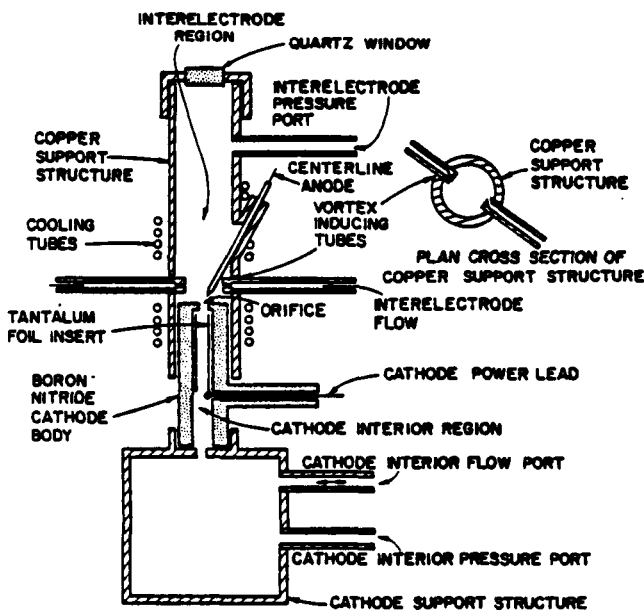 INTERELECTRODE
REGION
QUARTZ WINDOW
INTERELECTRODE
PRESSURE
PORT
COPPER
SUPPORT
STRUCTURE
CENTERLINE
ANODE
COPPER
SUPPORT
STRUCTURE
COOLING
TUBES
VORTEX
INDUCING
TUBES
PLAN CROSS SECTION OF
COPPER SUPPORT STRUCTURE
ORIFICE
INTERELECTRODE
FLOW
TANTALUM
FOIL INSERT
BORON
NITRIDE
CATHODE
BODY
CATHODE POWER LEAD
CATHODE INTERIOR REGION
CATHODE INTERIOR FLOW PORT
CATHODE INTERIOR PRESSURE PORT
CATHODE SUPPORT STRUCTURE